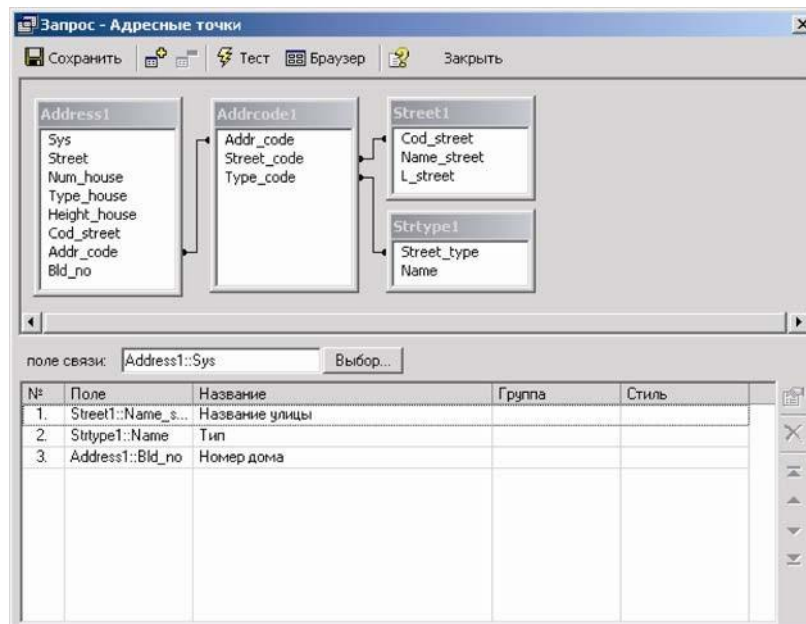 Запрос - Адресные точки
Сохранить Тест Браузер Закрыть
Address1
Sys
Street
Num_house
Type_house
Height_house
Cod_street
Addr_code
Bld_no
Addrcode1
Addr_code
Street_code
Type_code
Street1
Cod_street
Name_street
L_street
Strtype1
Street_type
Name
поле связи: Address1::Sys Выбор...
№ Поле Название Группа Стиль
1. Street1::Name_s... Название улицы
2. Strtype1::Name Тип
3. Address1::Bld_no Номер дома